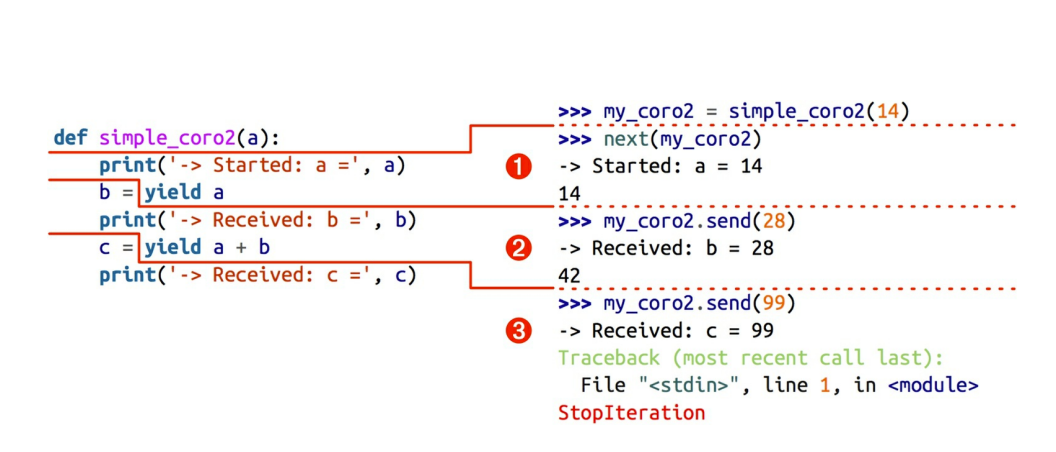 def simple_coro2(a):
    print('-> Started: a =', a)
    b = yield a
    print('-> Received: b =', b)
    c = yield a + b
    print('-> Received: c =', c)
>>> my_coro2 = simple_coro2(14)
>>> next(my_coro2)
1
-> Started: a = 14
14
>>> my_coro2.send(28)
2
-> Received: b = 28
42
>>> my_coro2.send(99)
3
-> Received: c = 99
Traceback (most recent call last):
  File "<stdin>", line 1, in <module>
StopIteration